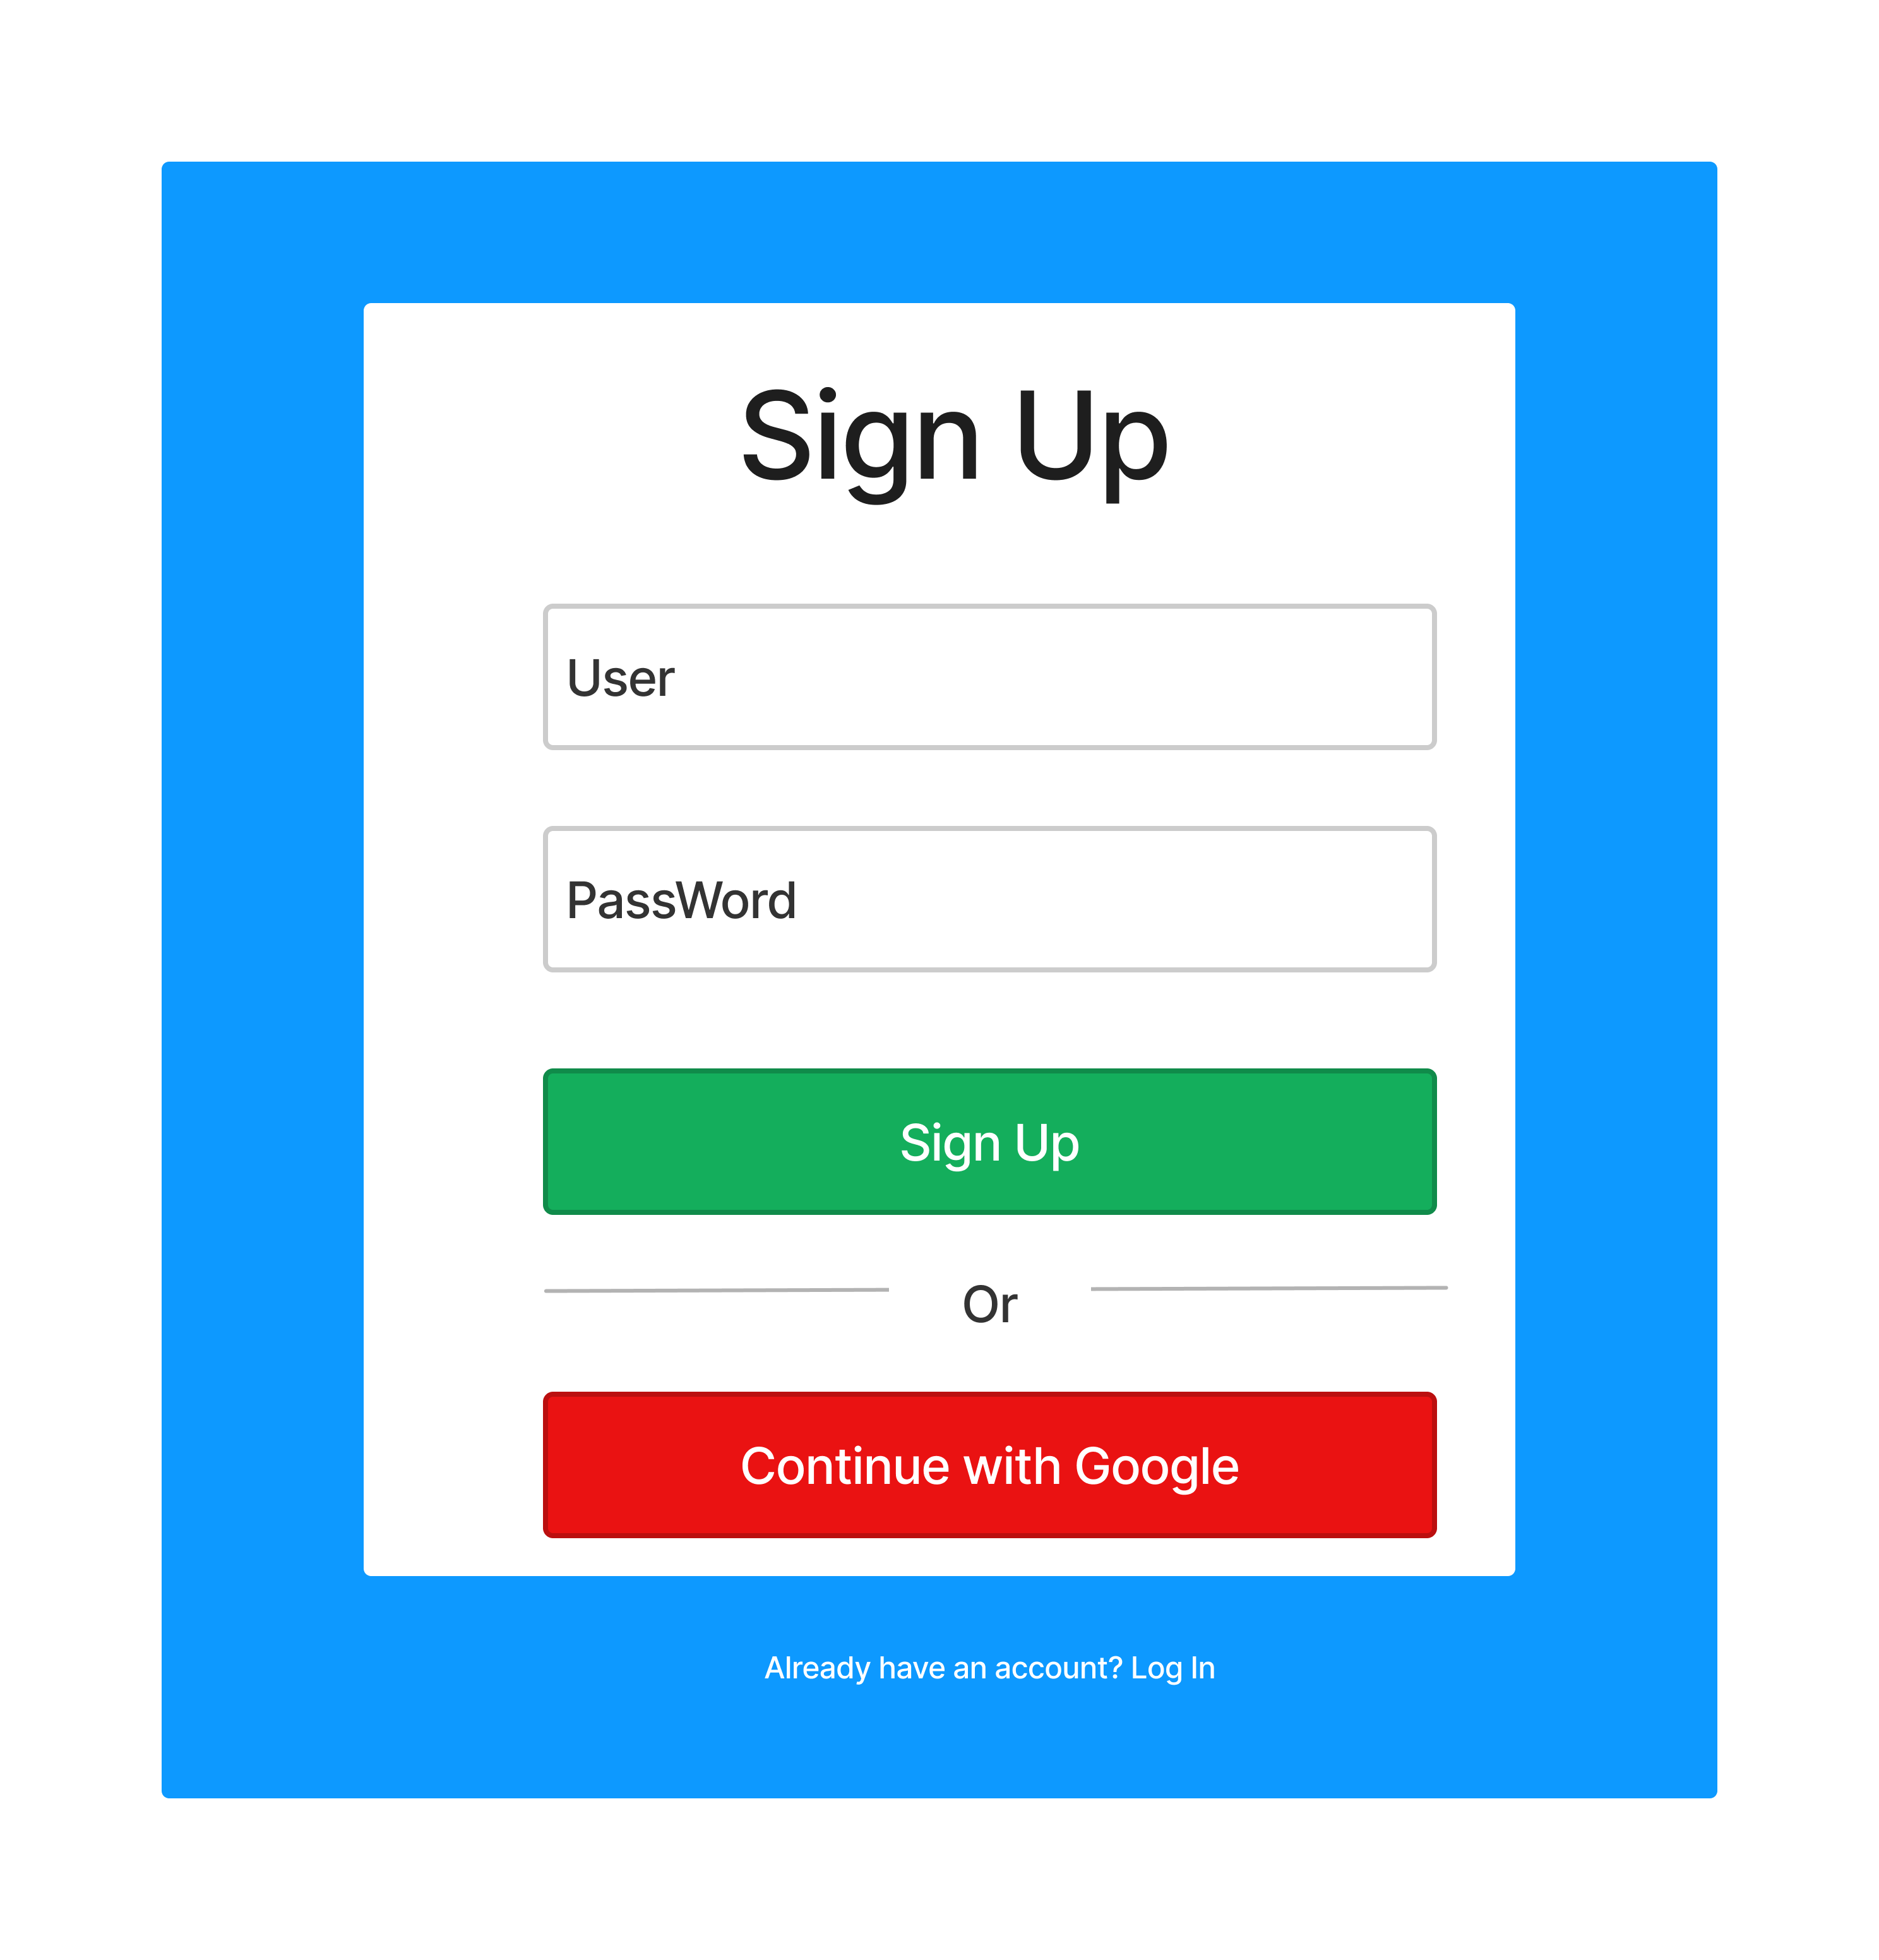 Sign Up
User
PassWord
Sign Up
Or
Continue with Google
Already have an account? Log In